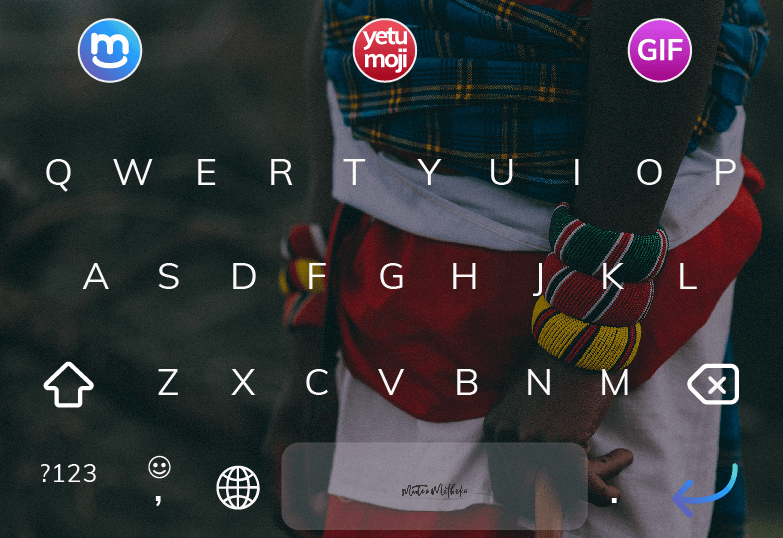 m
yetu
moji
GIF
Q W E R T Y U I O P
A S D F G H J K L
Z X C V B N M
?123 , .